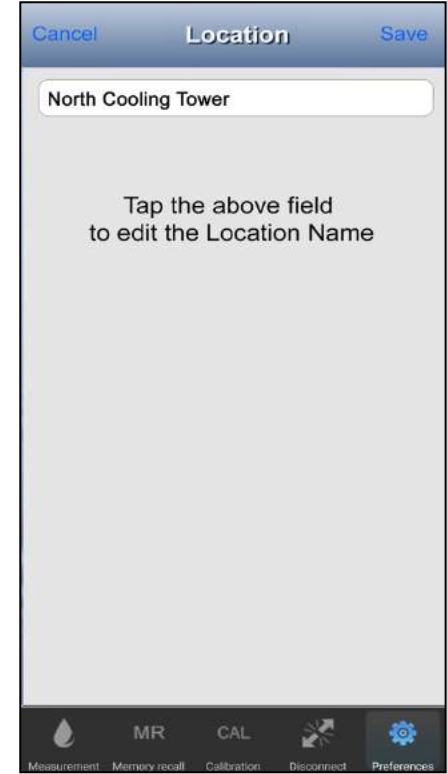 Cancel Location Save
North Cooling Tower
Tap the above field
to edit the Location Name
MR CAL
Measurement Memory recall Calibration Disconnect Preferences